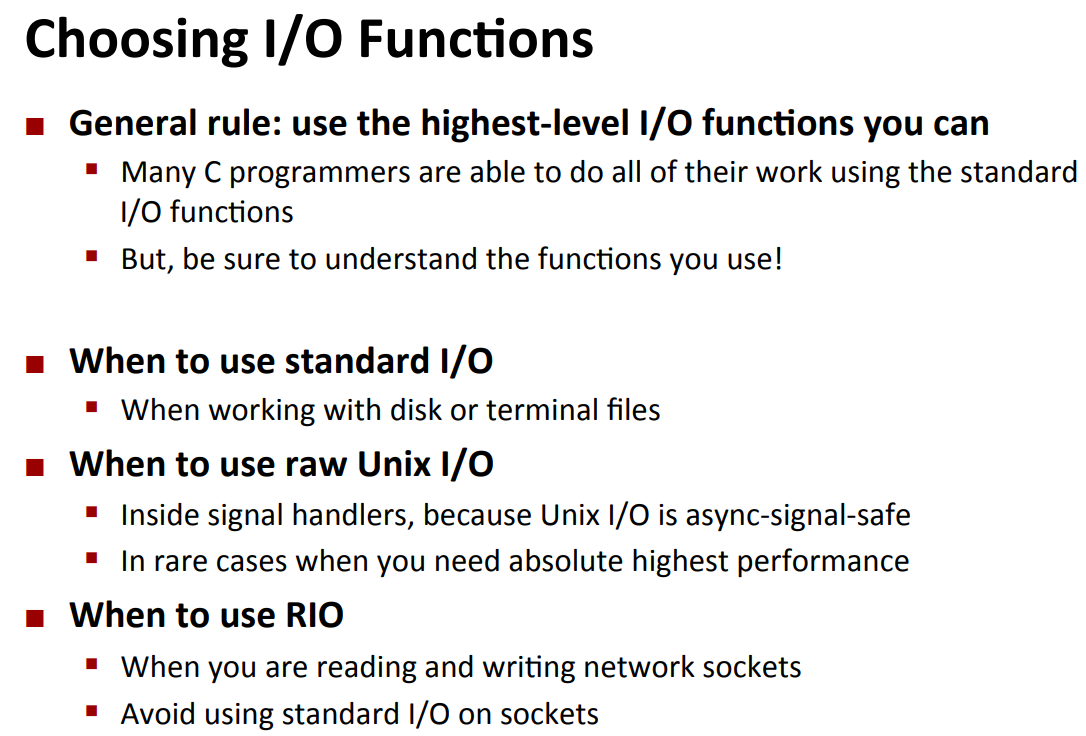 Choosing I/O Functions
■ General rule: use the highest-level I/O functions you can
▪ Many C programmers are able to do all of their work using the standard
I/O functions
▪ But, be sure to understand the functions you use!
■ When to use standard I/O
▪ When working with disk or terminal files
■ When to use raw Unix I/O
▪ Inside signal handlers, because Unix I/O is async-signal-safe
▪ In rare cases when you need absolute highest performance
■ When to use RIO
▪ When you are reading and writing network sockets
▪ Avoid using standard I/O on sockets